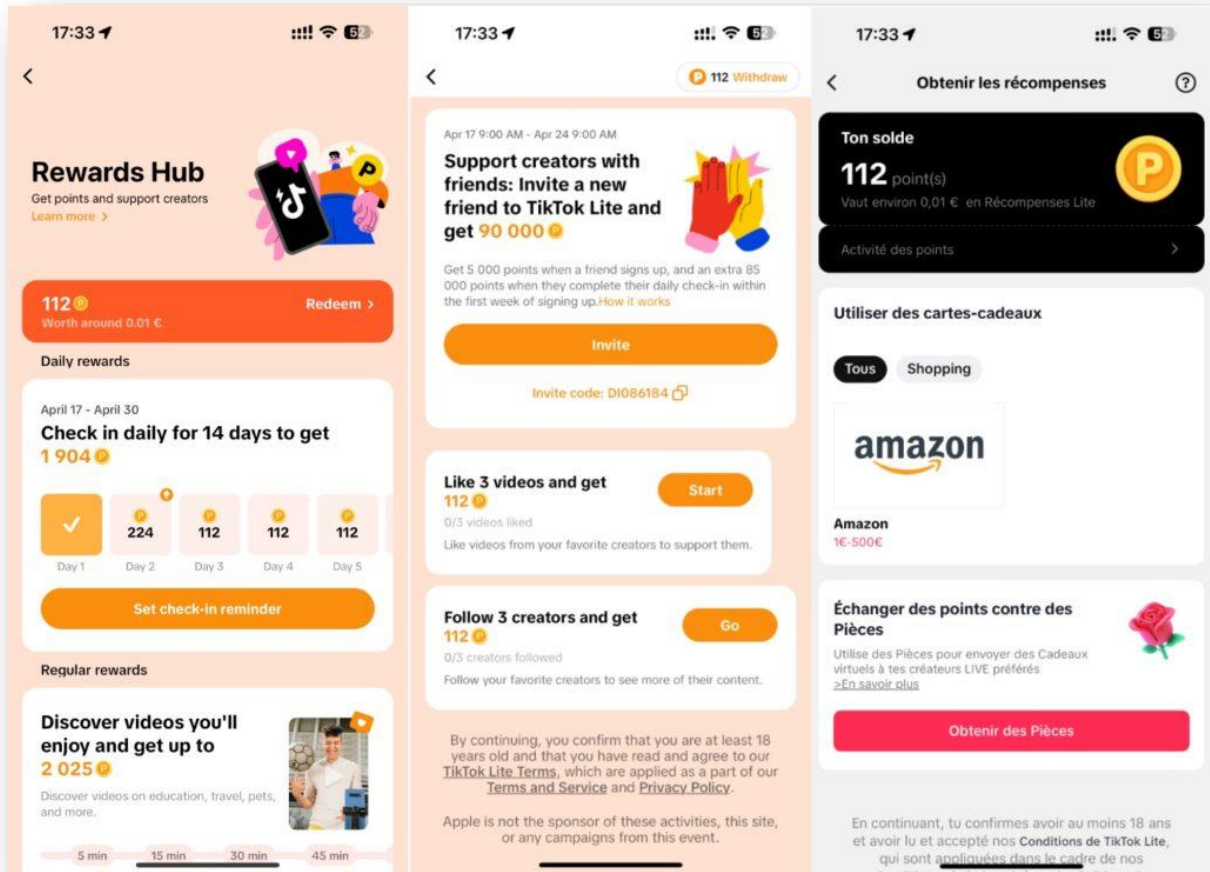 17:33
52
Rewards Hub
Get points and support creators
Learn more >
112 P
Redeem >
Worth around 0.01 €
Daily rewards
April 17 - April 30
Check in daily for 14 days to get
1 904 P
P P P P
224 112 112 112
Day 1 Day 2 Day 3 Day 4 Day 5
Set check-in reminder
Regular rewards
Discover videos you'll
enjoy and get up to
2 025 P
Discover videos on education, travel, pets,
and more.
5 min 15 min 30 min 45 min
17:33
52
P 112 Withdraw
Apr 17 9:00 AM - Apr 24 9:00 AM
Support creators with
friends: Invite a new
friend to TikTok Lite and
get 90 000 P
Get 5 000 points when a friend signs up, and an extra 85
000 points when they complete their daily check-in within
the first week of signing up.How it works
Invite
Invite code: DI086184
Like 3 videos and get
112 P
Start
0/3 videos liked
Like videos from your favorite creators to support them.
Follow 3 creators and get
112 P
Go
0/3 creators followed
Follow your favorite creators to see more of their content.
By continuing, you confirm that you are at least 18
years old and that you have read and agree to our
TikTok Lite Terms, which are applied as a part of our
Terms and Service and Privacy Policy.
Apple is not the sponsor of these activities, this site,
or any campaigns from this event.
17:33
52
Obtenir les récompenses ?
Ton solde
112 point(s)
P
Vaut environ 0,01 € en Récompenses Lite
Activité des points >
Utiliser des cartes-cadeaux
Tous Shopping
amazon
Amazon
1€-500€
Échanger des points contre des
Pièces
Utilise des Pièces pour envoyer des Cadeaux
virtuels à tes créateurs LIVE préférés
>En savoir plus
Obtenir des Pièces
En continuant, tu confirmes avoir au moins 18 ans
et avoir lu et accepté nos Conditions de TikTok Lite,
qui sont appliquées dans le cadre de nos